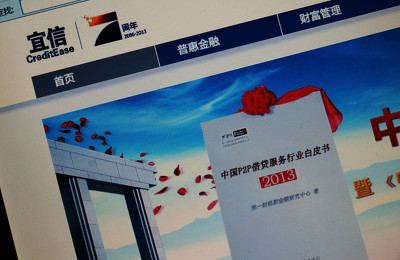 查找:
宜信
CreditEase
7
周年
2006-2013
首页
普惠金融
财富管理
中国P2P借贷服务行业白皮书
2013
第一财经新金融研究中心 著
中
暨《